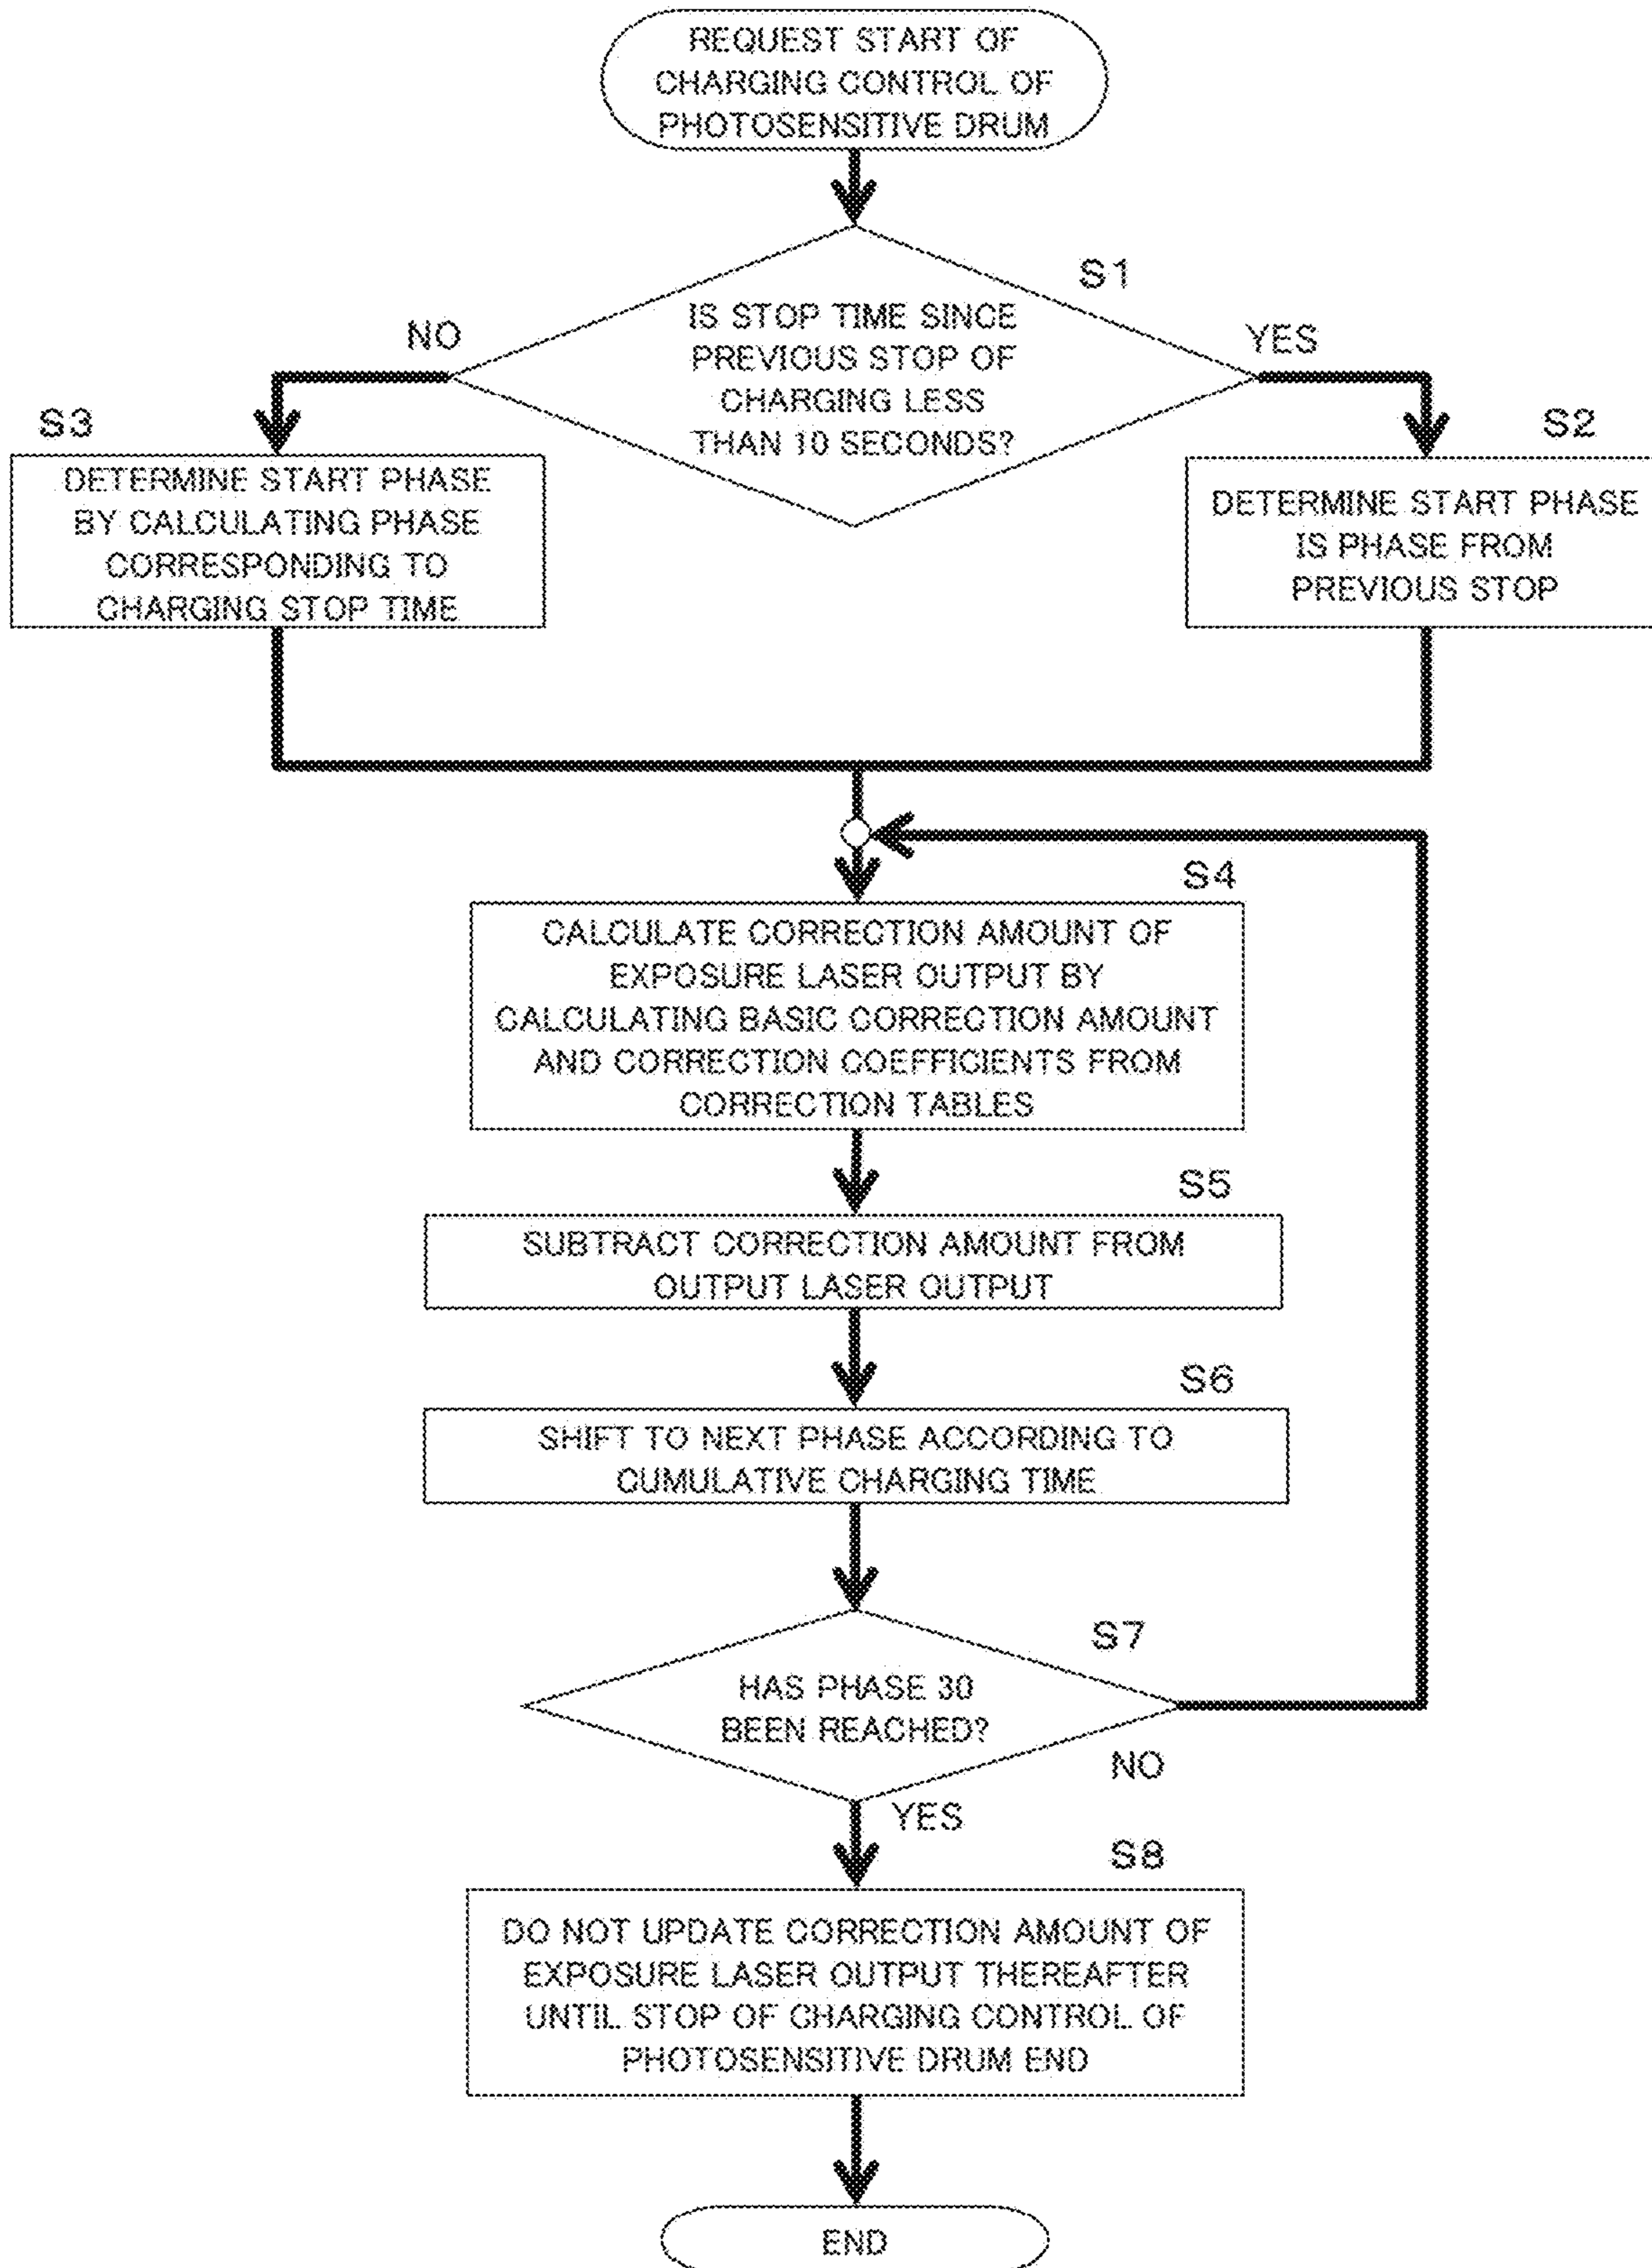 REQUEST START OF
CHARGING CONTROL OF
PHOTOSENSITIVE DRUM
S1
IS STOP TIME SINCE
PREVIOUS STOP OF
CHARGING LESS
THAN 10 SECONDS?
NO
YES
S3
DETERMINE START PHASE
BY CALCULATING PHASE
CORRESPONDING TO
CHARGING STOP TIME
S2
DETERMINE START PHASE
IS PHASE FROM
PREVIOUS STOP
S4
CALCULATE CORRECTION AMOUNT OF
EXPOSURE LASER OUTPUT BY
CALCULATING BASIC CORRECTION AMOUNT
AND CORRECTION COEFFICIENTS FROM
CORRECTION TABLES
S5
SUBTRACT CORRECTION AMOUNT FROM
OUTPUT LASER OUTPUT
S6
SHIFT TO NEXT PHASE ACCORDING TO
CUMULATIVE CHARGING TIME
S7
HAS PHASE 30
BEEN REACHED?
NO
YES
S8
DO NOT UPDATE CORRECTION AMOUNT OF
EXPOSURE LASER OUTPUT THEREAFTER
UNTIL STOP OF CHARGING CONTROL OF
PHOTOSENSITIVE DRUM END
END